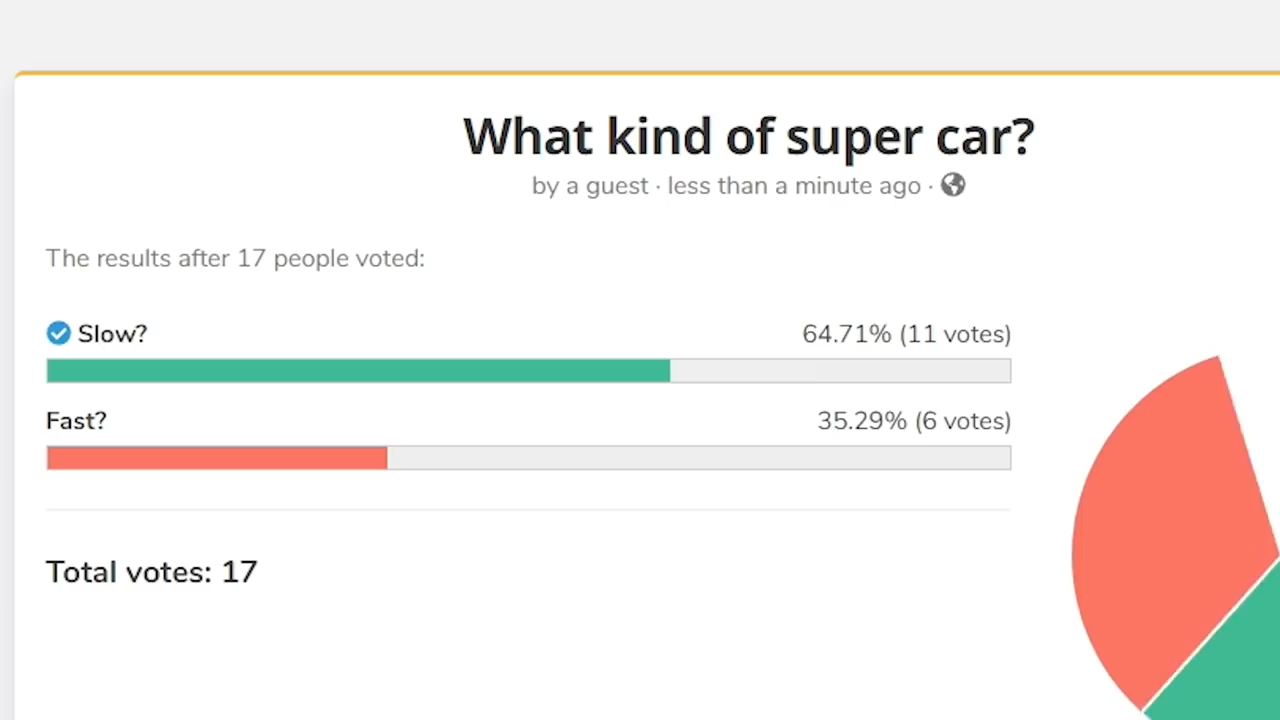 What kind of super car?
by a guest · less than a minute ago ·
The results after 17 people voted:
Slow? 64.71% (11 votes)
Fast? 35.29% (6 votes)
Total votes: 17